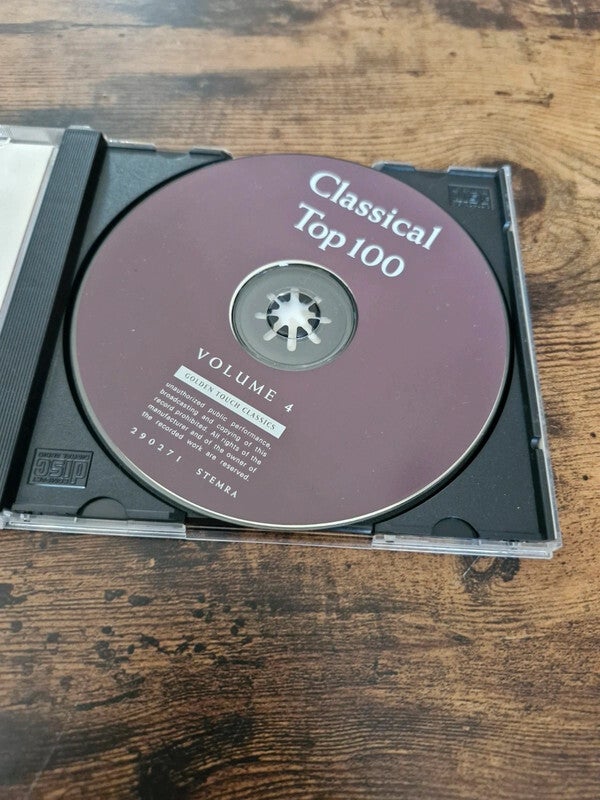 Classical
Top 100
VOLUME 4
GOLDEN TOUCH CLASSICS
unauthorized public performance,
broadcasting and copying of this
record prohibited. All rights of the
manufacturer and of the owner of
the recorded work are reserved.
290271 STEMRA
disc